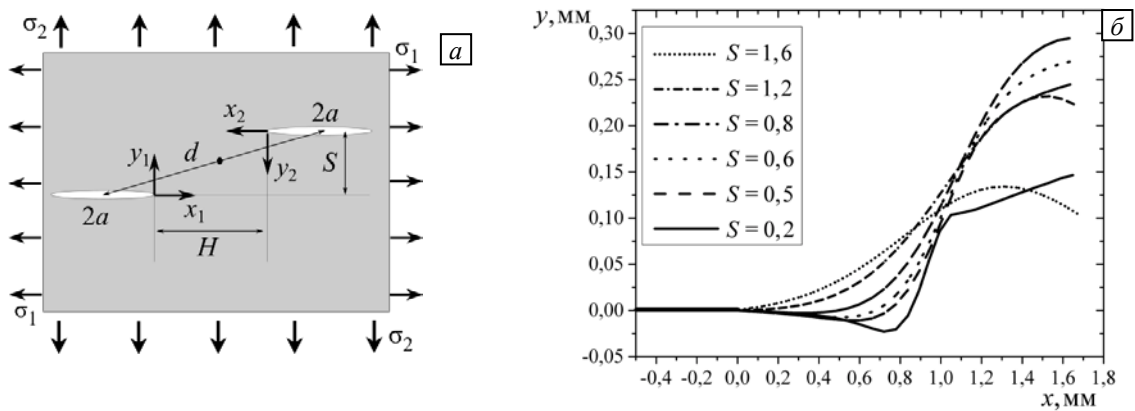 σ₂
σ₁
а
x₂
2a
y₁
d
y₂
S
2a
x₁
H
σ₁
σ₂
y, мм
б
0,30
0,25
0,20
0,15
0,10
0,05
0,00
-0,05
S = 1,6
S = 1,2
S = 0,8
S = 0,6
S = 0,5
S = 0,2
-0,4 -0,2 0,0 0,2 0,4 0,6 0,8 1,0 1,2 1,4 1,6 1,8
x, мм